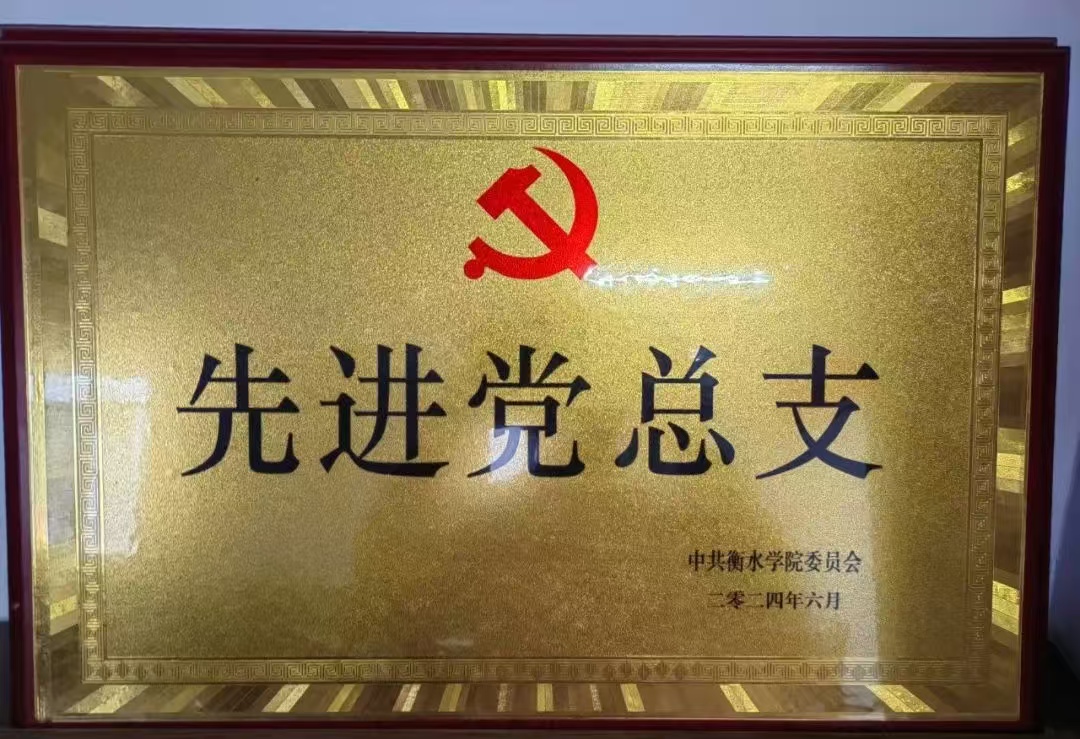 先进党总支
中共衡水学院委员会
二零二四年六月